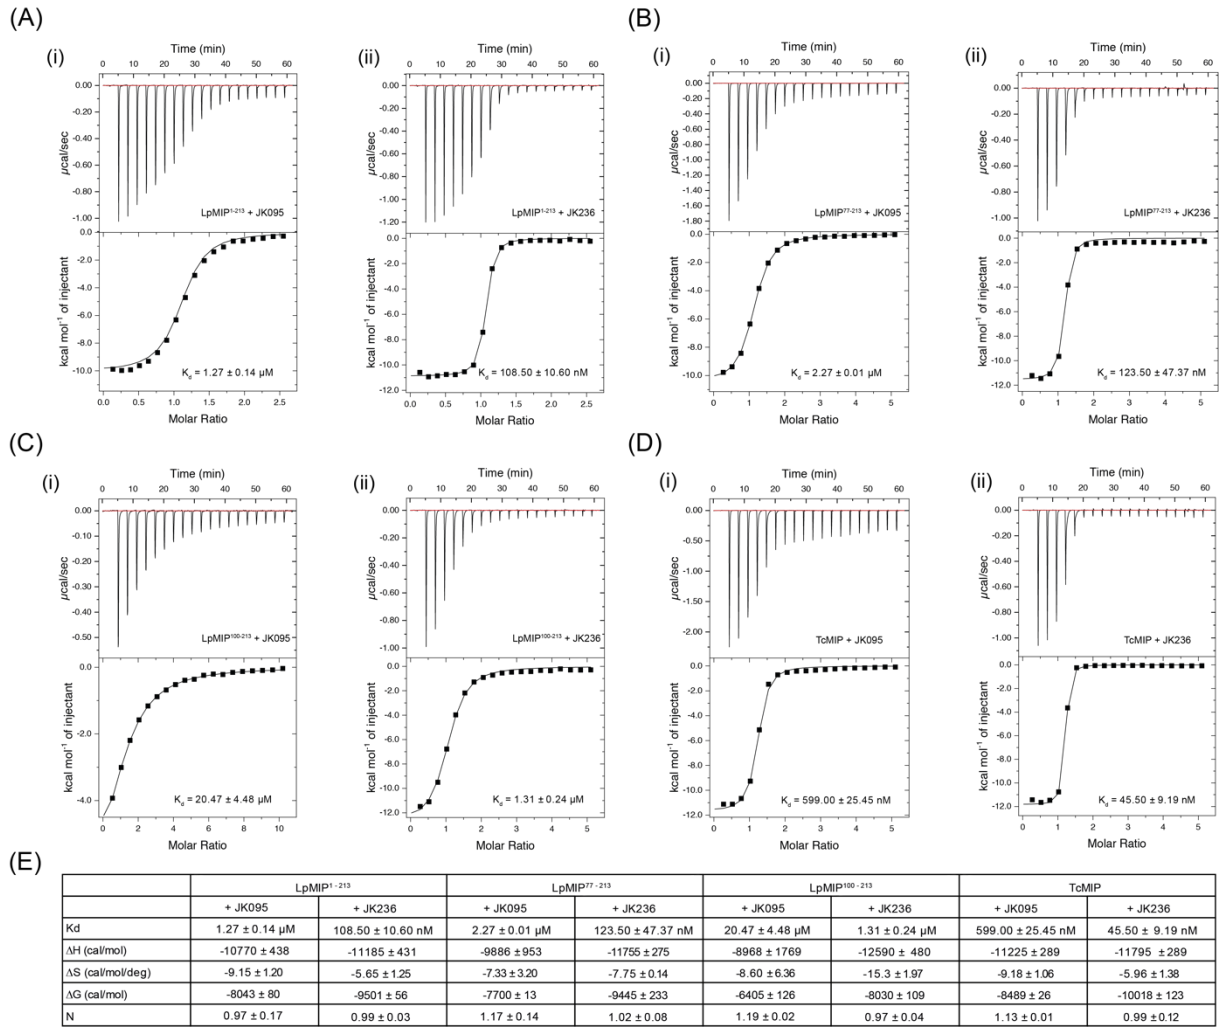 (A)
(B)
(i)
(ii)
(i)
(ii)
Time (min)
Time (min)
Time (min)
Time (min)
0 10 20 30 40 50 60
0 10 20 30 40 50 60
0 10 20 30 40 50 60
0 10 20 30 40 50 60
0.00
-0.20
-0.40
-0.60
-0.80
-1.00
µcal/sec
LpMIP1-213 + JK095
0.00
-0.20
-0.40
-0.60
-0.80
-1.00
-1.20
µcal/sec
LpMIP1-213 + JK236
0.00
-0.20
-0.40
-0.60
-0.80
-1.00
-1.20
-1.40
-1.60
-1.80
µcal/sec
LpMIP77-213 + JK095
0.00
-0.20
-0.40
-0.60
-0.80
-1.00
µcal/sec
LpMIP77-213 + JK236
0.0
-2.0
-4.0
-6.0
-8.0
-10.0
kcal mol-1 of injectant
Kd = 1.27 ± 0.14 µM
0.0 0.5 1.0 1.5 2.0 2.5
Molar Ratio
0.0
-2.0
-4.0
-6.0
-8.0
-10.0
-12.0
kcal mol-1 of injectant
Kd = 108.50 ± 10.60 nM
0.0 0.5 1.0 1.5 2.0 2.5
Molar Ratio
0.0
-2.0
-4.0
-6.0
-8.0
-10.0
kcal mol-1 of injectant
Kd = 2.27 ± 0.01 µM
0 1 2 3 4 5
Molar Ratio
0.0
-2.0
-4.0
-6.0
-8.0
-10.0
-12.0
kcal mol-1 of injectant
Kd = 123.50 ± 47.37 nM
0 1 2 3 4 5
Molar Ratio
(C)
(D)
(i)
(ii)
(i)
(ii)
Time (min)
Time (min)
Time (min)
Time (min)
0 10 20 30 40 50 60
0 10 20 30 40 50 60
0 10 20 30 40 50 60
0 10 20 30 40 50 60
0.00
-0.10
-0.20
-0.30
-0.40
-0.50
µcal/sec
LpMIP100-213 + JK095
0.00
-0.20
-0.40
-0.60
-0.80
-1.00
µcal/sec
LpMIP100-213 + JK236
0.00
-0.50
-1.00
-1.50
-2.00
µcal/sec
TcMIP + JK095
0.00
-0.20
-0.40
-0.60
-0.80
-1.00
µcal/sec
TcMIP + JK236
0.0
-2.0
-4.0
kcal mol-1 of injectant
Kd = 20.47 ± 4.48 µM
0 2 4 6 8 10
Molar Ratio
0.0
-2.0
-4.0
-6.0
-8.0
-10.0
-12.0
kcal mol-1 of injectant
Kd = 1.31 ± 0.24 µM
0 1 2 3 4 5
Molar Ratio
0.0
-2.0
-4.0
-6.0
-8.0
-10.0
-12.0
kcal mol-1 of injectant
Kd = 599.00 ± 25.45 nM
0 1 2 3 4 5
Molar Ratio
0.0
-2.0
-4.0
-6.0
-8.0
-10.0
-12.0
kcal mol-1 of injectant
Kd = 45.50 ± 9.19 nM
0 1 2 3 4 5
Molar Ratio
(E)
LpMIP1 - 213 LpMIP77 - 213 LpMIP100 - 213 TcMIP
+ JK095 + JK236 + JK095 + JK236 + JK095 + JK236 + JK095 + JK236
Kd 1.27 ± 0.14 µM 108.50 ± 10.60 nM 2.27 ± 0.01 µM 123.50 ± 47.37 nM 20.47 ± 4.48 µM 1.31 ± 0.24 µM 599.00 ± 25.45 nM 45.50 ± 9.19 nM
ΔH (cal/mol) -10770 ± 438 -11185 ± 431 -9886 ± 953 -11755 ± 275 -8968 ± 1769 -12590 ± 480 -11225 ± 289 -11795 ±289
ΔS (cal/mol/deg) -9.15 ± 1.20 -5.65 ± 1.25 -7.33 ± 3.20 -7.75 ± 0.14 -8.60 ± 6.36 -15.3 ± 1.97 -9.18 ± 1.06 -5.96 ± 1.38
ΔG (cal/mol) -8043 ± 80 -9501 ± 56 -7700 ± 13 -9445 ± 233 -6405 ± 126 -8030 ± 109 -8489 ± 26 -10018 ± 123
N 0.97 ± 0.17 0.99 ± 0.03 1.17 ± 0.14 1.02 ± 0.08 1.19 ± 0.02 0.97 ± 0.04 1.13 ± 0.01 0.99 ± 0.12